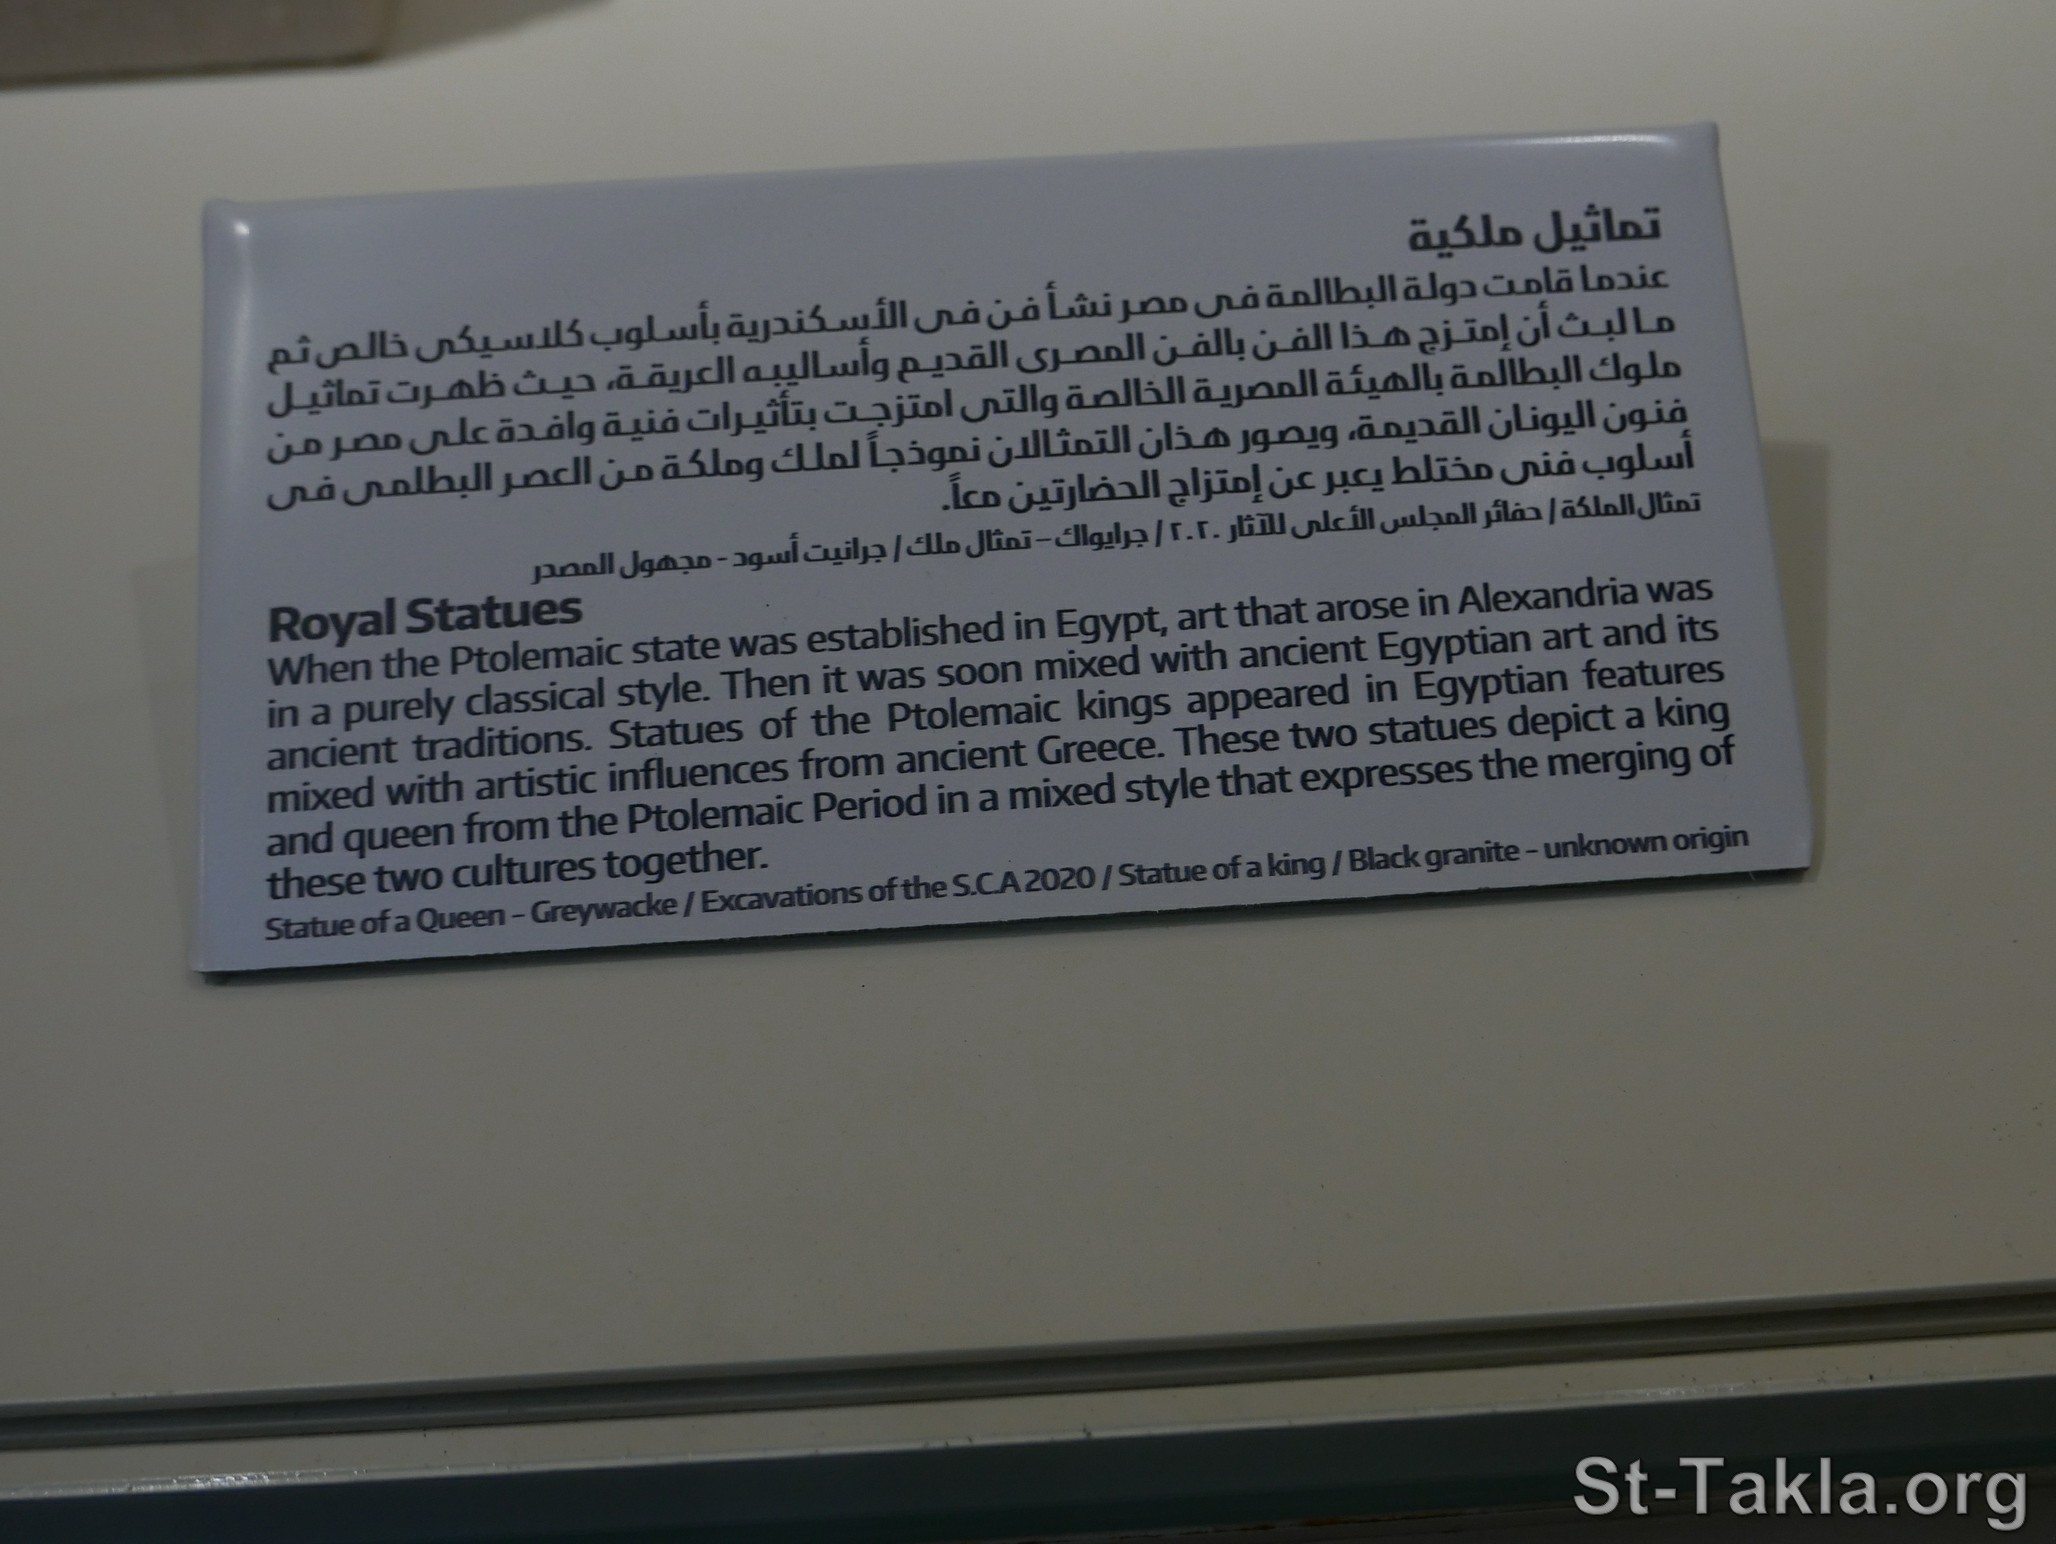 تماثيل ملكية
عندما قامت دولة البطالمة فى مصر نشأ فن فى الأسكندرية بأسلوب كلاسيكى خالص ثم
ما لبث أن إمتزج هذا الفن بالفن المصرى القديم وأساليبه العريقة، حيث ظهرت تماثيل
ملوك البطالمة بالهيئة المصرية الخالصة والتى امتزجت بتأثيرات فنية وافدة على مصر من
فنون اليونان القديمة، ويصور هذان التمثالان نموذجاً لملك وملكة من العصر البطلمى فى
أسلوب فنى مختلط يعبر عن إمتزاج الحضارتين معاً.
تمثال الملكة / حفائر المجلس الأعلى للآثار ٢٠٢٠ / جرايواك – تمثال ملك / جرانيت أسود - مجهول المصدر
Royal Statues
When the Ptolemaic state was established in Egypt, art that arose in Alexandria was
in a purely classical style. Then it was soon mixed with ancient Egyptian art and its
ancient traditions. Statues of the Ptolemaic kings appeared in Egyptian features
mixed with artistic influences from ancient Greece. These two statues depict a king
and queen from the Ptolemaic Period in a mixed style that expresses the merging of
these two cultures together.
Statue of a Queen – Greywacke / Excavations of the S.C.A 2020 / Statue of a king / Black granite – unknown origin
St-Takla.org